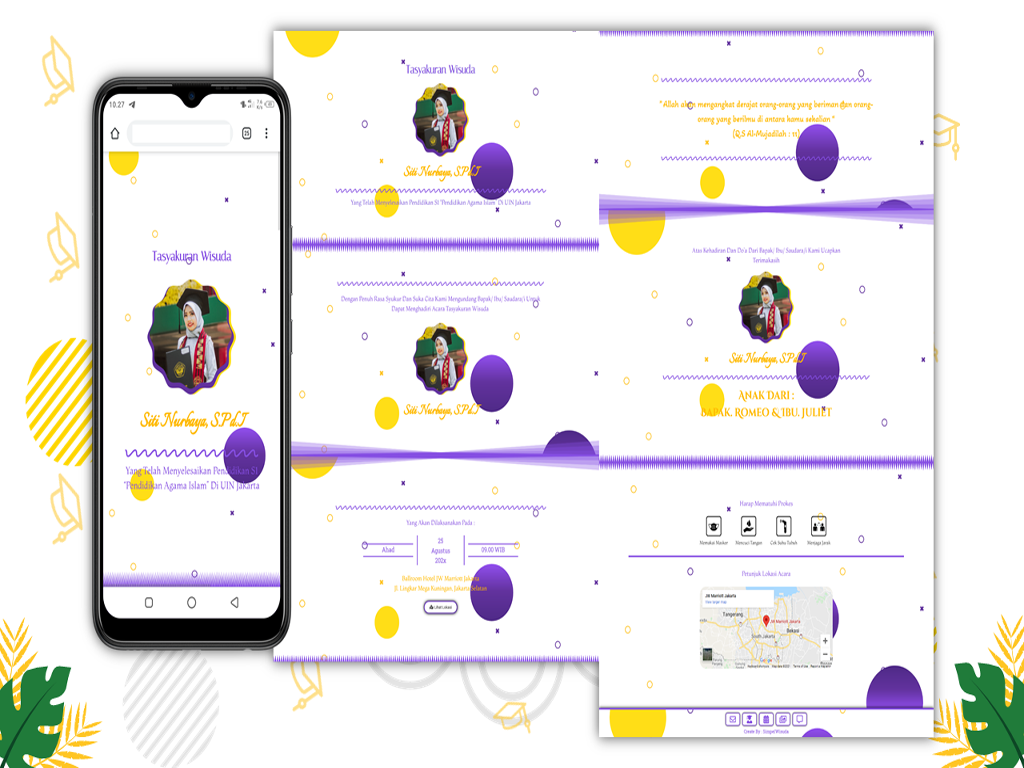 10.27
35
Tasyakuran Wisuda
Siti Nurbaya, S.Pd.I
Yang Telah Menyelesaikan Pendidikan S1
"Pendidikan Agama Islam" Di UIN Jakarta
Tasyakuran Wisuda
Siti Nurbaya, S.Pd.I
Yang Telah Menyelesaikan Pendidikan S1 "Pendidikan Agama Islam" Di UIN Jakarta
Dengan Penuh Rasa Syukur Dan Suka Cita Kami Mengundang Bapak/ Ibu/ Saudara,i Untuk
Dapat Menghadiri Acara Tasyakuran Wisuda
Siti Nurbaya, S.Pd.I
Yang Akan Dilaksanakan Pada :
Ahad
25
Agustus
202x
09.00 WIB
Ballroom Hotel JW Marriott Jakarta
Jl. Lingkar Mega Kuningan, Jakarta Selatan
Lihat Lokasi
" Allah akan mengangkat derajat orang-orang yang beriman dan orang-
orang yang berilmu di antara kamu sekalian "
(Q.S Al-Mujadilah : 11)
Atas Kehadiran Dan Do'a Dari Bapak/ Ibu/ Saudara,i Kami Ucapkan
Terimakasih
Siti Nurbaya, S.Pd.I
Anak Dari :
Bapak. Romeo & Ibu. Juliet
Harap Mematuhi Prokes
Memakai Masker
Mencuci Tangan
Cek Suhu Tubuh
Menjaga Jarak
Petunjuk Lokasi Acara
JW Marriott Jakarta
View larger map
Tangerang
JW Marriott Jakarta
South Jakarta
Bekasi